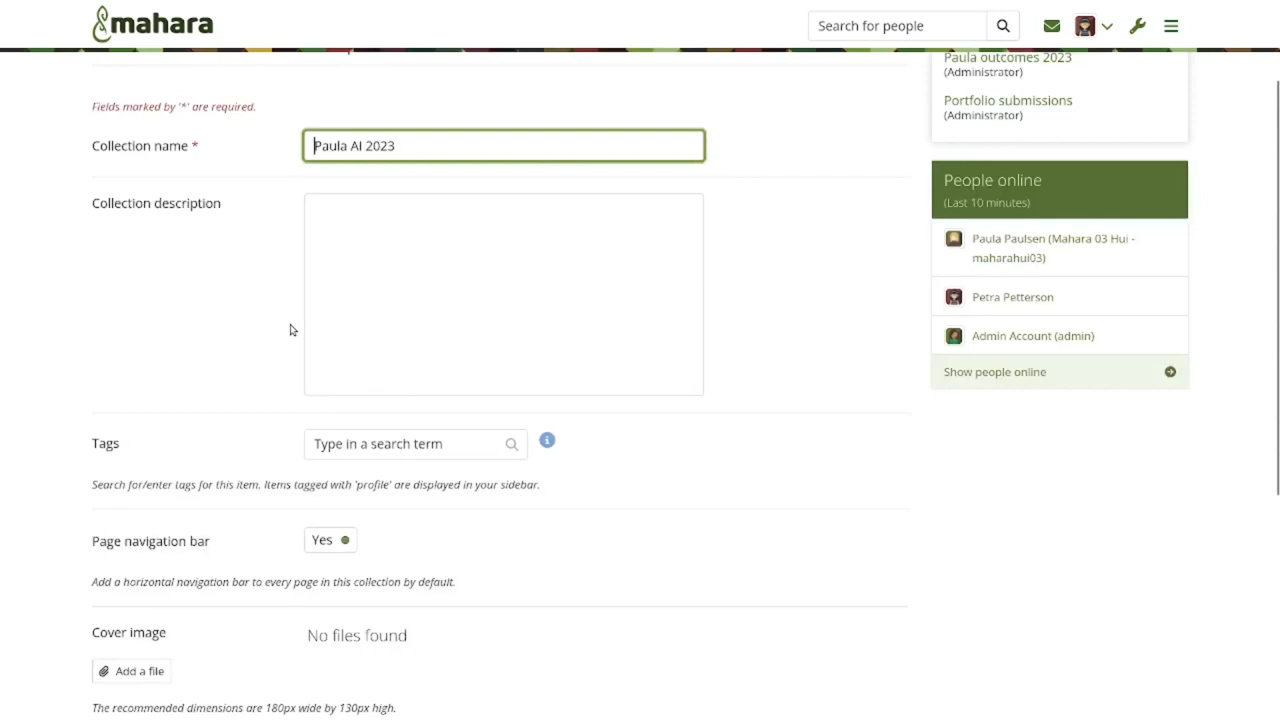 mahara
Search for people
Fields marked by '*' are required.
Collection name *
Paula AI 2023
Collection description
Tags
Type in a search term
Search for/enter tags for this item. Items tagged with 'profile' are displayed in your sidebar.
Page navigation bar
Yes
Add a horizontal navigation bar to every page in this collection by default.
Cover image
No files found
Add a file
The recommended dimensions are 180px wide by 130px high.
Paula outcomes 2023
(Administrator)
Portfolio submissions
(Administrator)
People online
(Last 10 minutes)
Paula Paulsen (Mahara 03 Hui -
maharahui03)
Petra Petterson
Admin Account (admin)
Show people online